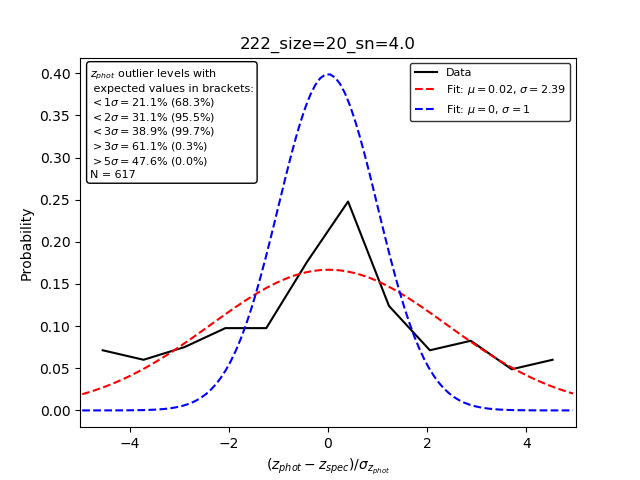 222_size=20_sn=4.0
z_phot outlier levels with
expected values in brackets:
< 1σ = 21.1% (68.3%)
< 2σ = 31.1% (95.5%)
< 3σ = 38.9% (99.7%)
> 3σ = 61.1% (0.3%)
> 5σ = 47.6% (0.0%)
N = 617
Data
Fit: μ = 0.02, σ = 2.39
Fit: μ = 0, σ = 1
Probability
0.40
0.35
0.30
0.25
0.20
0.15
0.10
0.05
0.00
−4 −2 0 2 4
(z_phot − z_spec)/σ_z_phot